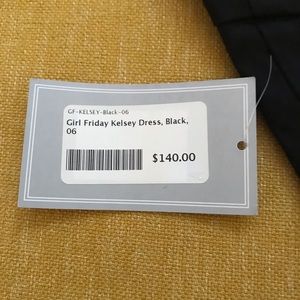 GF-KELSEY-Black-06
Girl Friday Kelsey Dress, Black,
06
$140.00